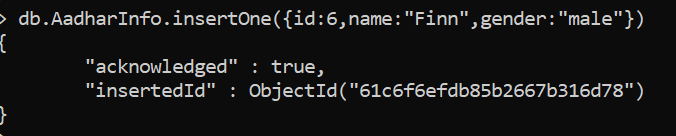 > db.AadharInfo.insertOne({id:6,name:"Finn",gender:"male"})
{
        "acknowledged" : true,
        "insertedId" : ObjectId("61c6f6efdb85b2667b316d78")
}